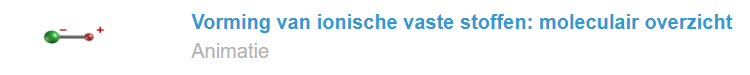 Vorming van ionische vaste stoffen: moleculair overzicht
− +
Animatie